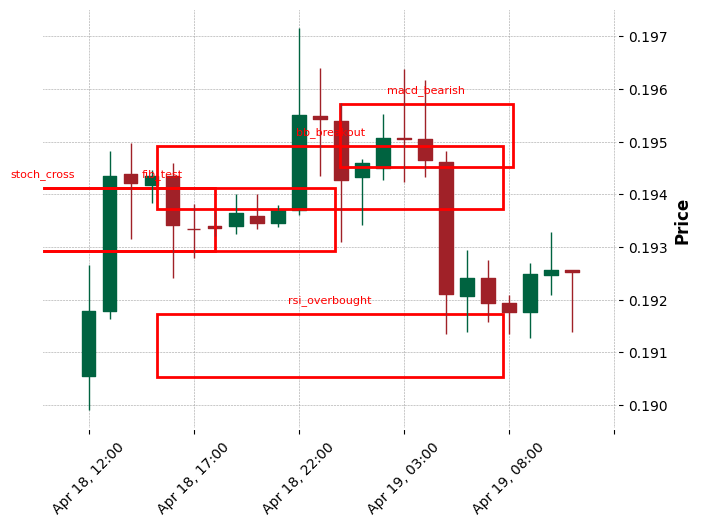 0.197
macd_bearish
0.196
bb_breakout
0.195
stoch_cross
fib_test
0.194
0.193
rsi_overbought
0.192
0.191
0.190
Price
Apr 18, 12:00
Apr 18, 17:00
Apr 18, 22:00
Apr 19, 03:00
Apr 19, 08:00